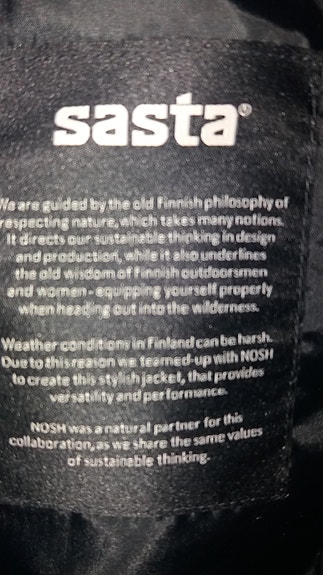 sasta®
We are guided by the old Finnish philosophy of
respecting nature, which takes many notions.
It directs our sustainable thinking in design
and production, while it also underlines
the old wisdom of Finnish outdoorsmen
and women - equipping yourself properly
when heading out into the wilderness.
Weather conditions in Finland can be harsh.
Due to this reason we teamed-up with NOSH
to create this stylish jacket, that provides
versatility and performance.
NOSH was a natural partner for this
collaboration, as we share the same values
of sustainable thinking.